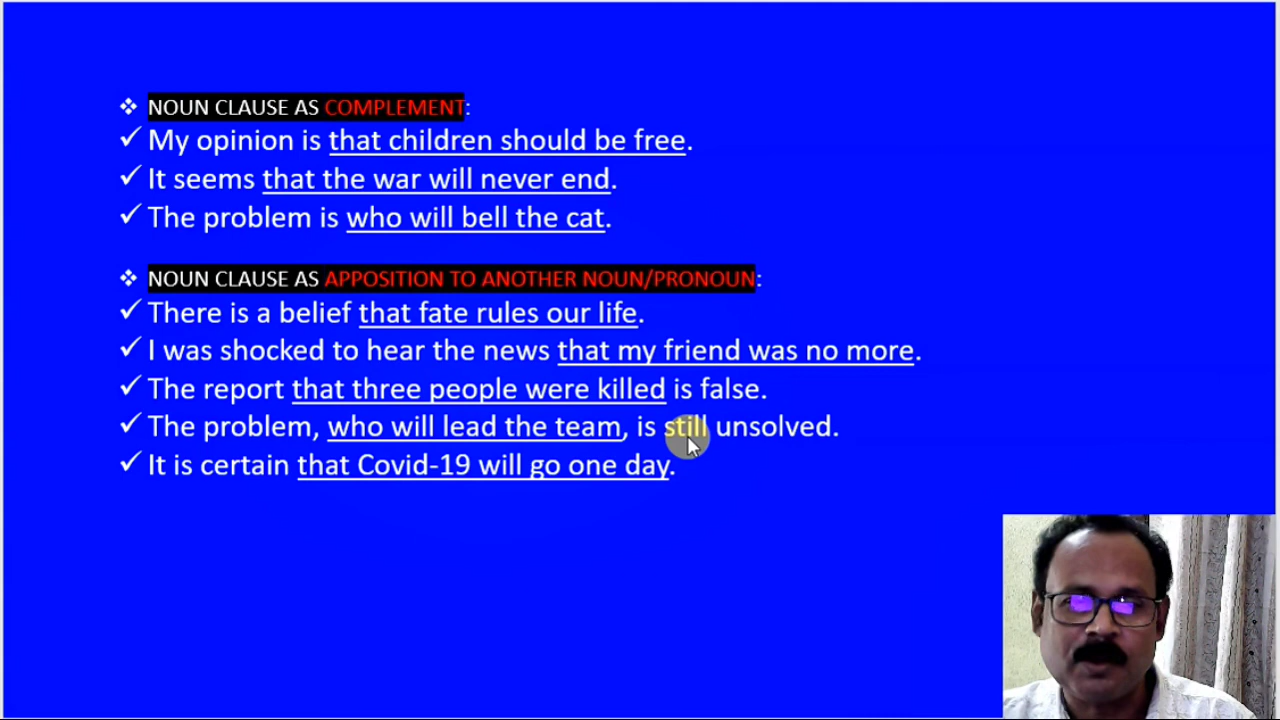 ❖ NOUN CLAUSE AS COMPLEMENT:
✓ My opinion is that children should be free.
✓ It seems that the war will never end.
✓ The problem is who will bell the cat.
❖ NOUN CLAUSE AS APPOSITION TO ANOTHER NOUN/PRONOUN:
✓ There is a belief that fate rules our life.
✓ I was shocked to hear the news that my friend was no more.
✓ The report that three people were killed is false.
✓ The problem, who will lead the team, is still unsolved.
✓ It is certain that Covid-19 will go one day.